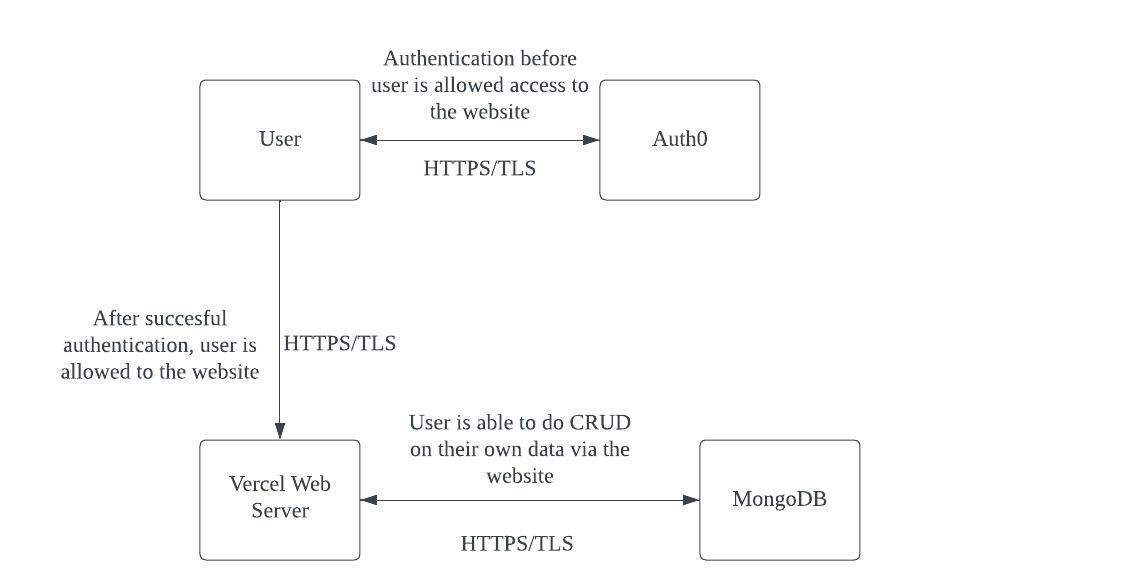 Authentication before
user is allowed access to
the website
User
Auth0
HTTPS/TLS
After succesful
authentication, user is
allowed to the website
HTTPS/TLS
User is able to do CRUD
on their own data via the
website
Vercel Web
Server
MongoDB
HTTPS/TLS